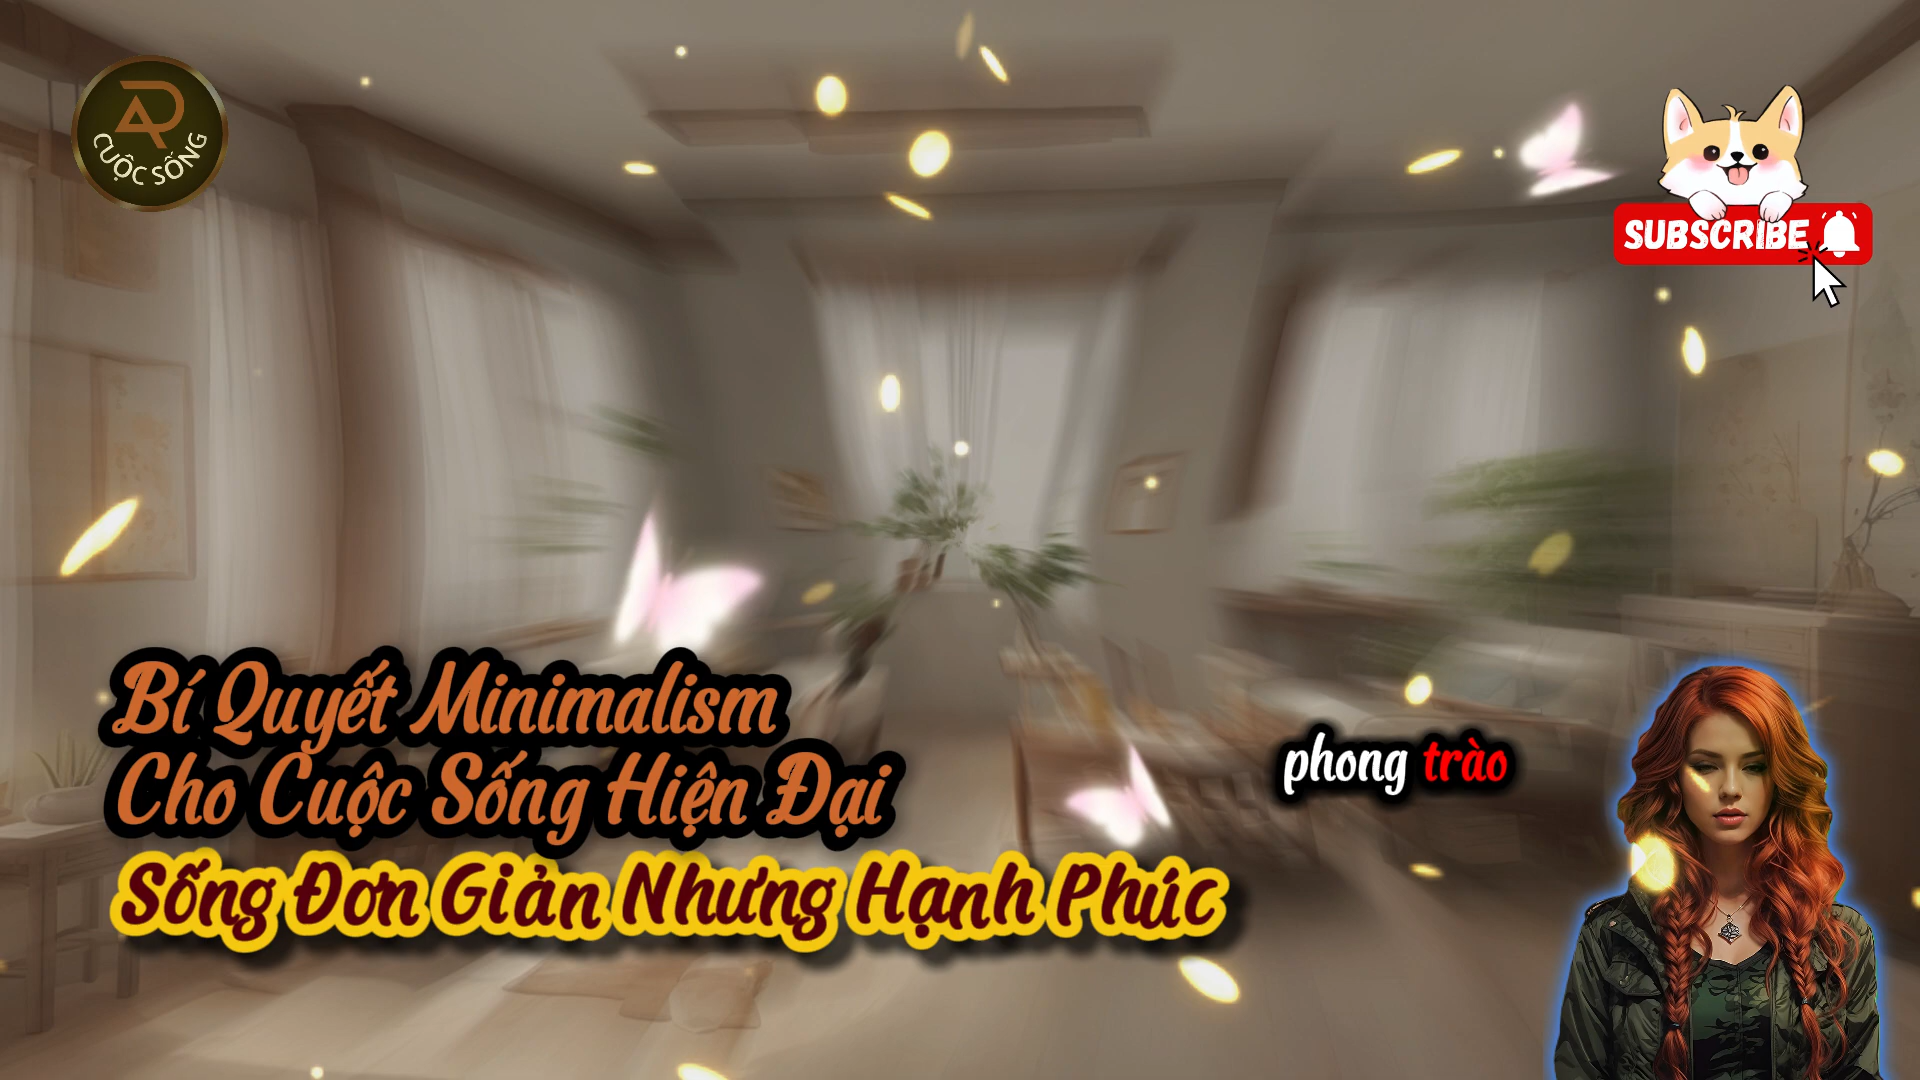 CUỘC SỐNG
SUBSCRIBE
Bí Quyết Minimalism
Cho Cuộc Sống Hiện Đại
Sống Đơn Giản Nhưng Hạnh Phúc
phong trào